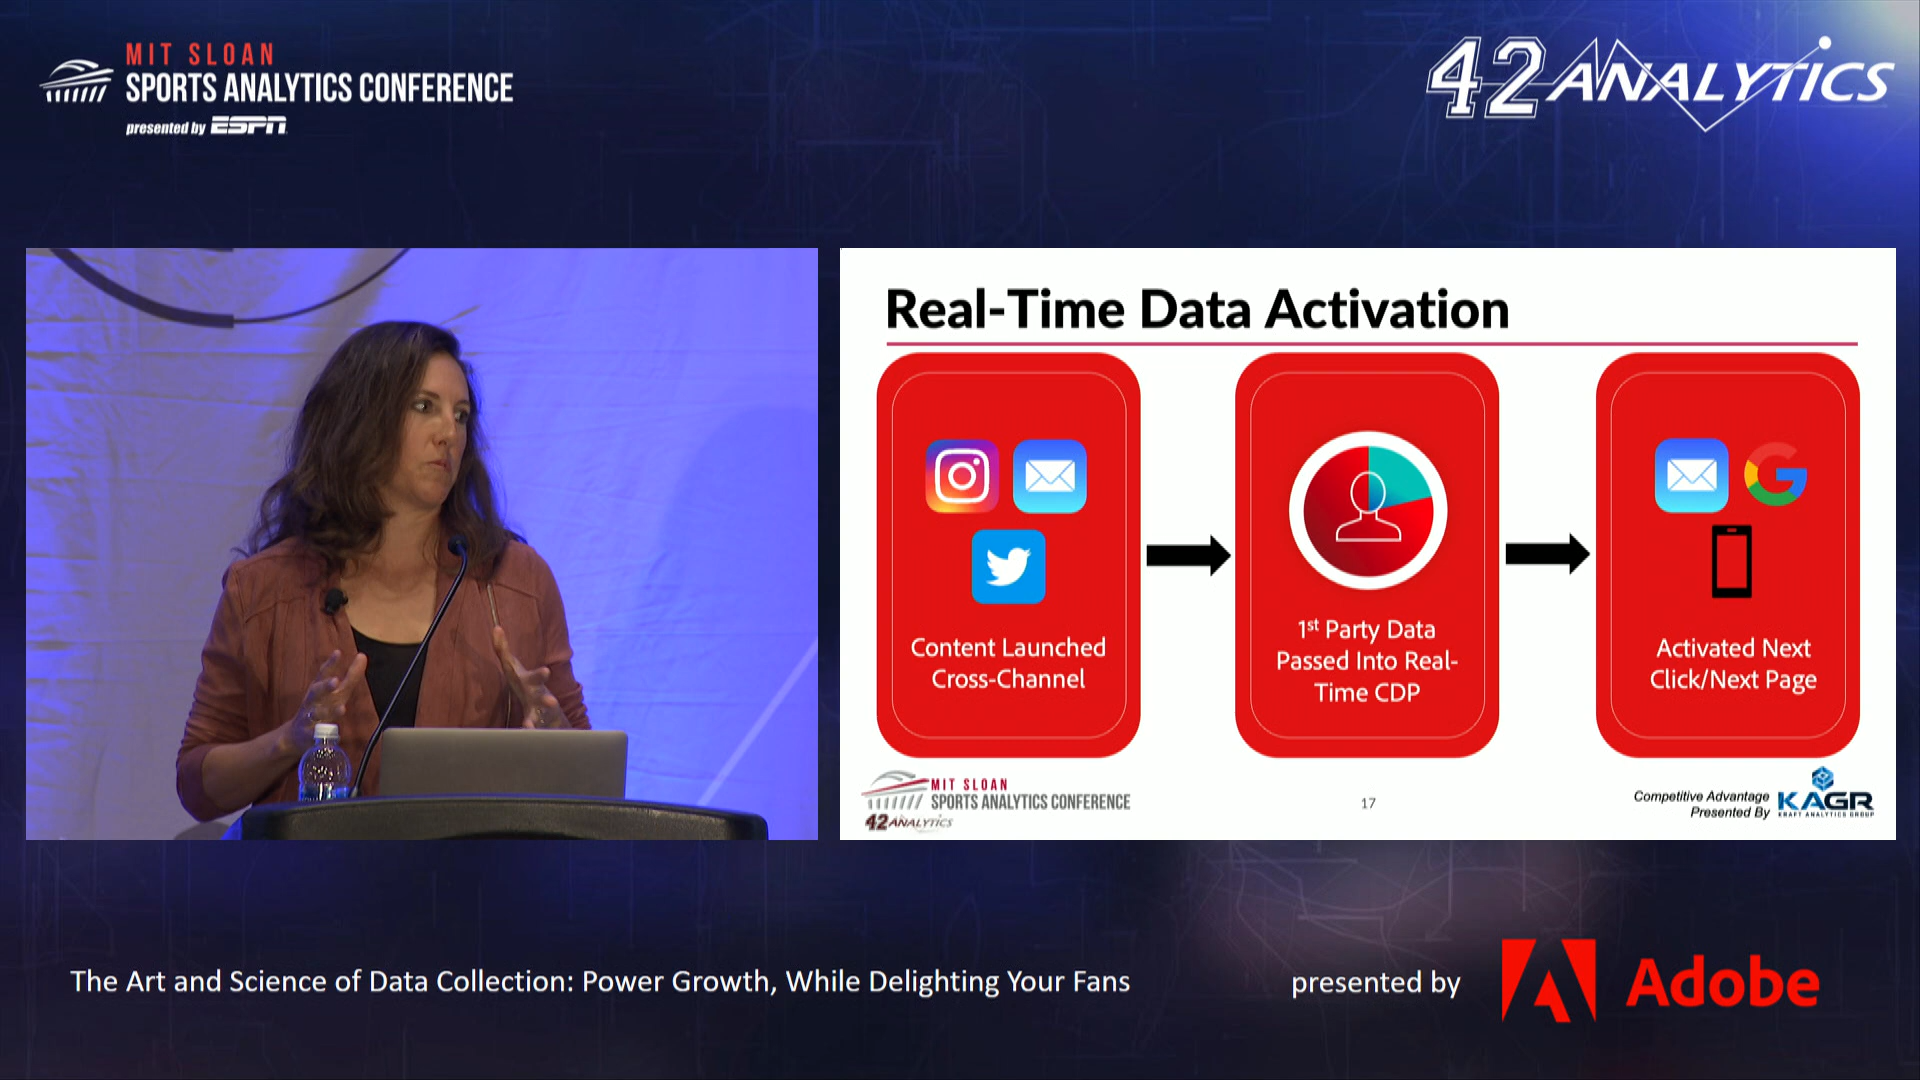 MIT SLOAN
SPORTS ANALYTICS CONFERENCE
presented by ESPN
42 ANALYTICS
Real-Time Data Activation
Content Launched
Cross-Channel
1st Party Data
Passed Into Real-
Time CDP
Activated Next
Click/Next Page
MIT SLOAN
SPORTS ANALYTICS CONFERENCE
42 ANALYTICS
17
Competitive Advantage
Presented By
KAGR
KRAFT ANALYTICS GROUP
The Art and Science of Data Collection: Power Growth, While Delighting Your Fans
presented by
Adobe